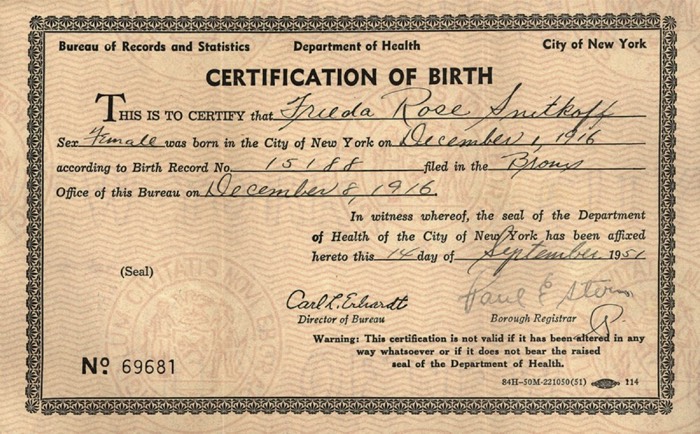 Bureau of Records and Statistics Department of Health City of New York
CERTIFICATION OF BIRTH
THIS IS TO CERTIFY that Frieda Rose Snitkoff
Sex Female was born in the City of New York on December 1, 1916
according to Birth Record No. 15188 filed in the Bronx
Office of this Bureau on December 8, 1916.
In witness whereof, the seal of the Department
of Health of the City of New York has been affixed
hereto this 14 day of September 1951
(Seal)
Carl L. Erhardt Paul E Stern
Director of Bureau Borough Registrar
Warning: This certification is not valid if it has been altered in any
way whatsoever or if it does not bear the raised
seal of the Department of Health.
No 69681
84H-50M-221050(51) 114